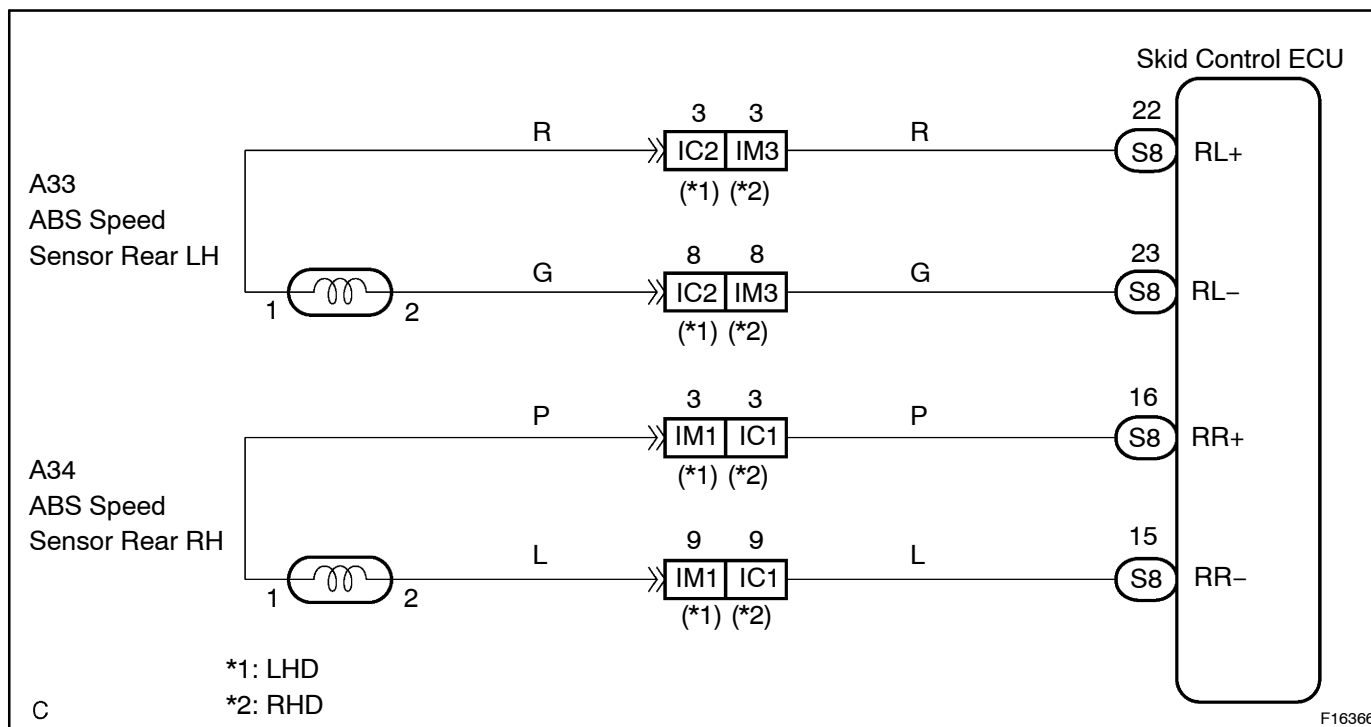 Skid Control ECU
3 3
R
R
22
IC2 IM3
S8
RL+
(*1) (*2)
A33
ABS Speed
Sensor Rear LH
8 8
G
G
23
IC2 IM3
S8
RL−
1
2
(*1) (*2)
3 3
P
P
16
IM1 IC1
S8
RR+
(*1) (*2)
A34
ABS Speed
Sensor Rear RH
9 9
L
L
15
IM1 IC1
S8
RR−
1
2
(*1) (*2)
*1: LHD
*2: RHD
C
F16366